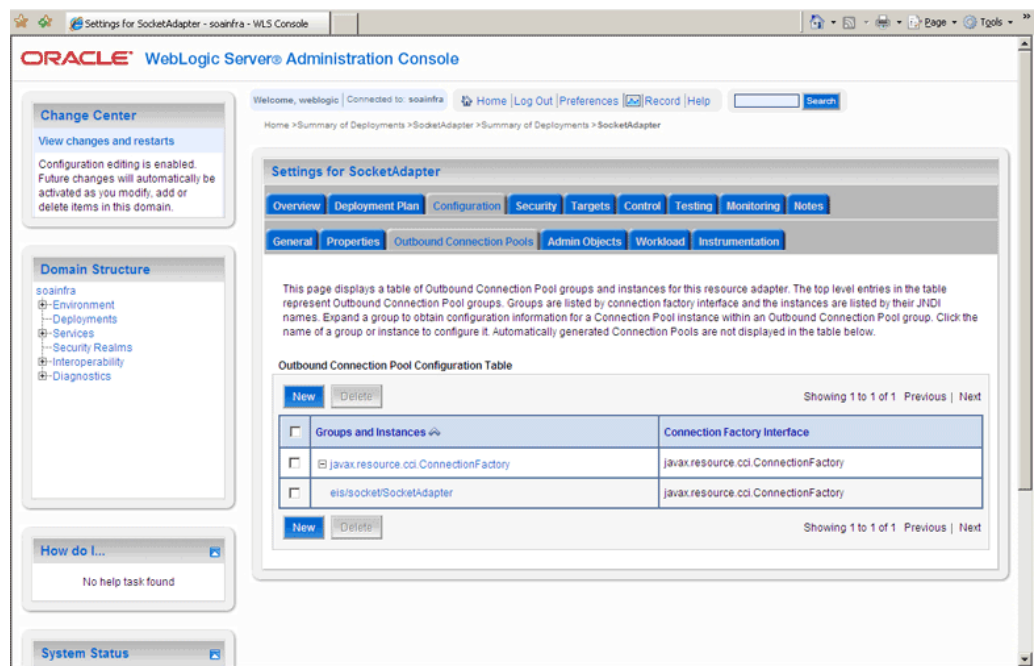 Settings for SocketAdapter - soainfra - WLS Console
Page
Tools
ORACLE WebLogic Server® Administration Console
Change Center
View changes and restarts
Configuration editing is enabled.
Future changes will automatically be
activated as you modify, add or
delete items in this domain.
Domain Structure
soainfra
Environment
Deployments
Services
Security Realms
Interoperability
Diagnostics
How do I...
No help task found
System Status
Welcome, weblogic Connected to: soainfra Home Log Out Preferences Record Help Search
Home >Summary of Deployments >SocketAdapter >Summary of Deployments >SocketAdapter
Settings for SocketAdapter
Overview Deployment Plan Configuration Security Targets Control Testing Monitoring Notes
General Properties Outbound Connection Pools Admin Objects Workload Instrumentation
This page displays a table of Outbound Connection Pool groups and instances for this resource adapter. The top level entries in the table
represent Outbound Connection Pool groups. Groups are listed by connection factory interface and the instances are listed by their JNDI
names. Expand a group to obtain configuration information for a Connection Pool instance within an Outbound Connection Pool group. Click the
name of a group or instance to configure it. Automatically generated Connection Pools are not displayed in the table below.
Outbound Connection Pool Configuration Table
New Delete Showing 1 to 1 of 1 Previous | Next
Groups and Instances Connection Factory Interface
javax.resource.cci.ConnectionFactory javax.resource.cci.ConnectionFactory
eis/socket/SocketAdapter javax.resource.cci.ConnectionFactory
New Delete Showing 1 to 1 of 1 Previous | Next